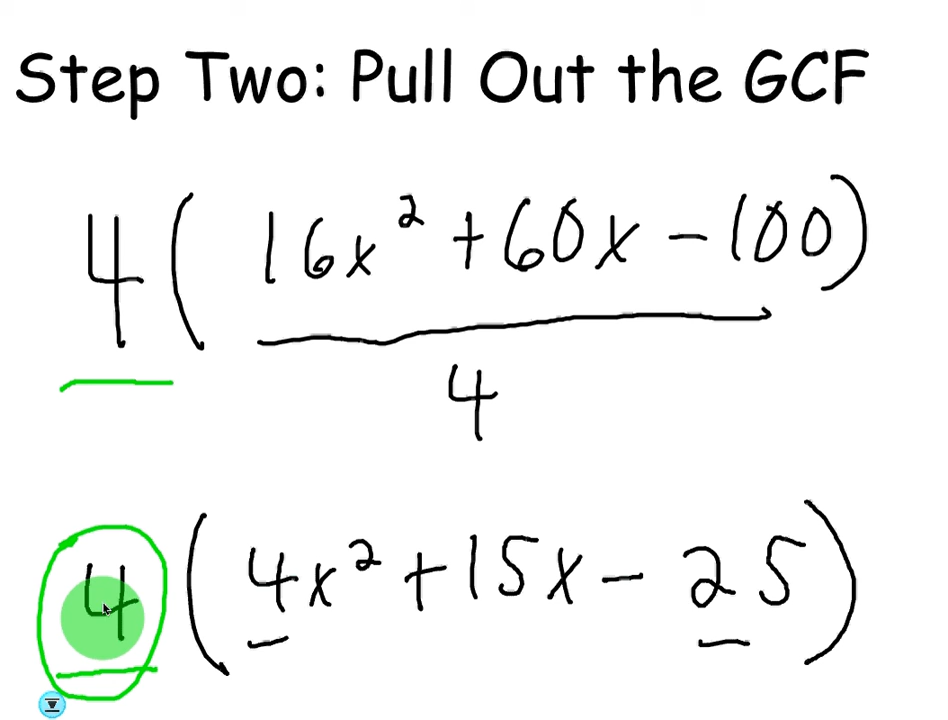 Step Two: Pull Out the GCF
4(16x² +60x -100)
4
4(4x² +15x - 25)